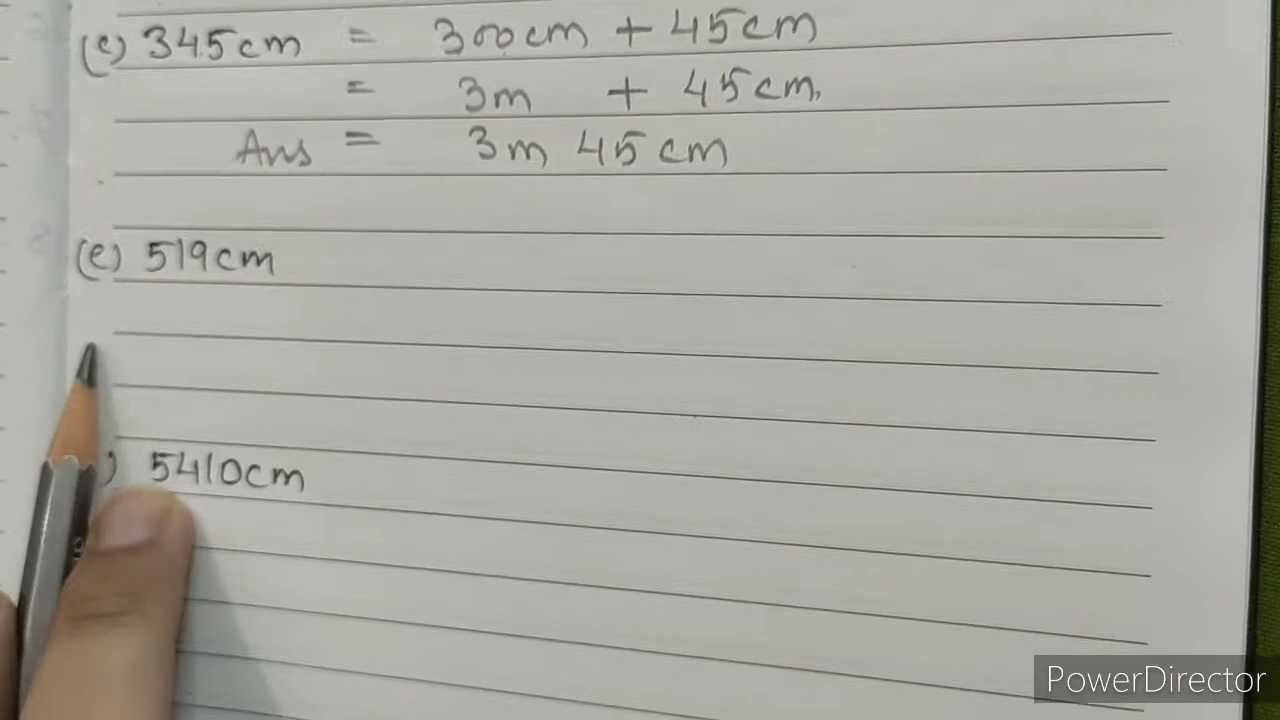 (c) 345cm = 300cm + 45cm
= 3m + 45cm.
Ans = 3m 45cm
(e) 519cm
) 5410cm
PowerDirector